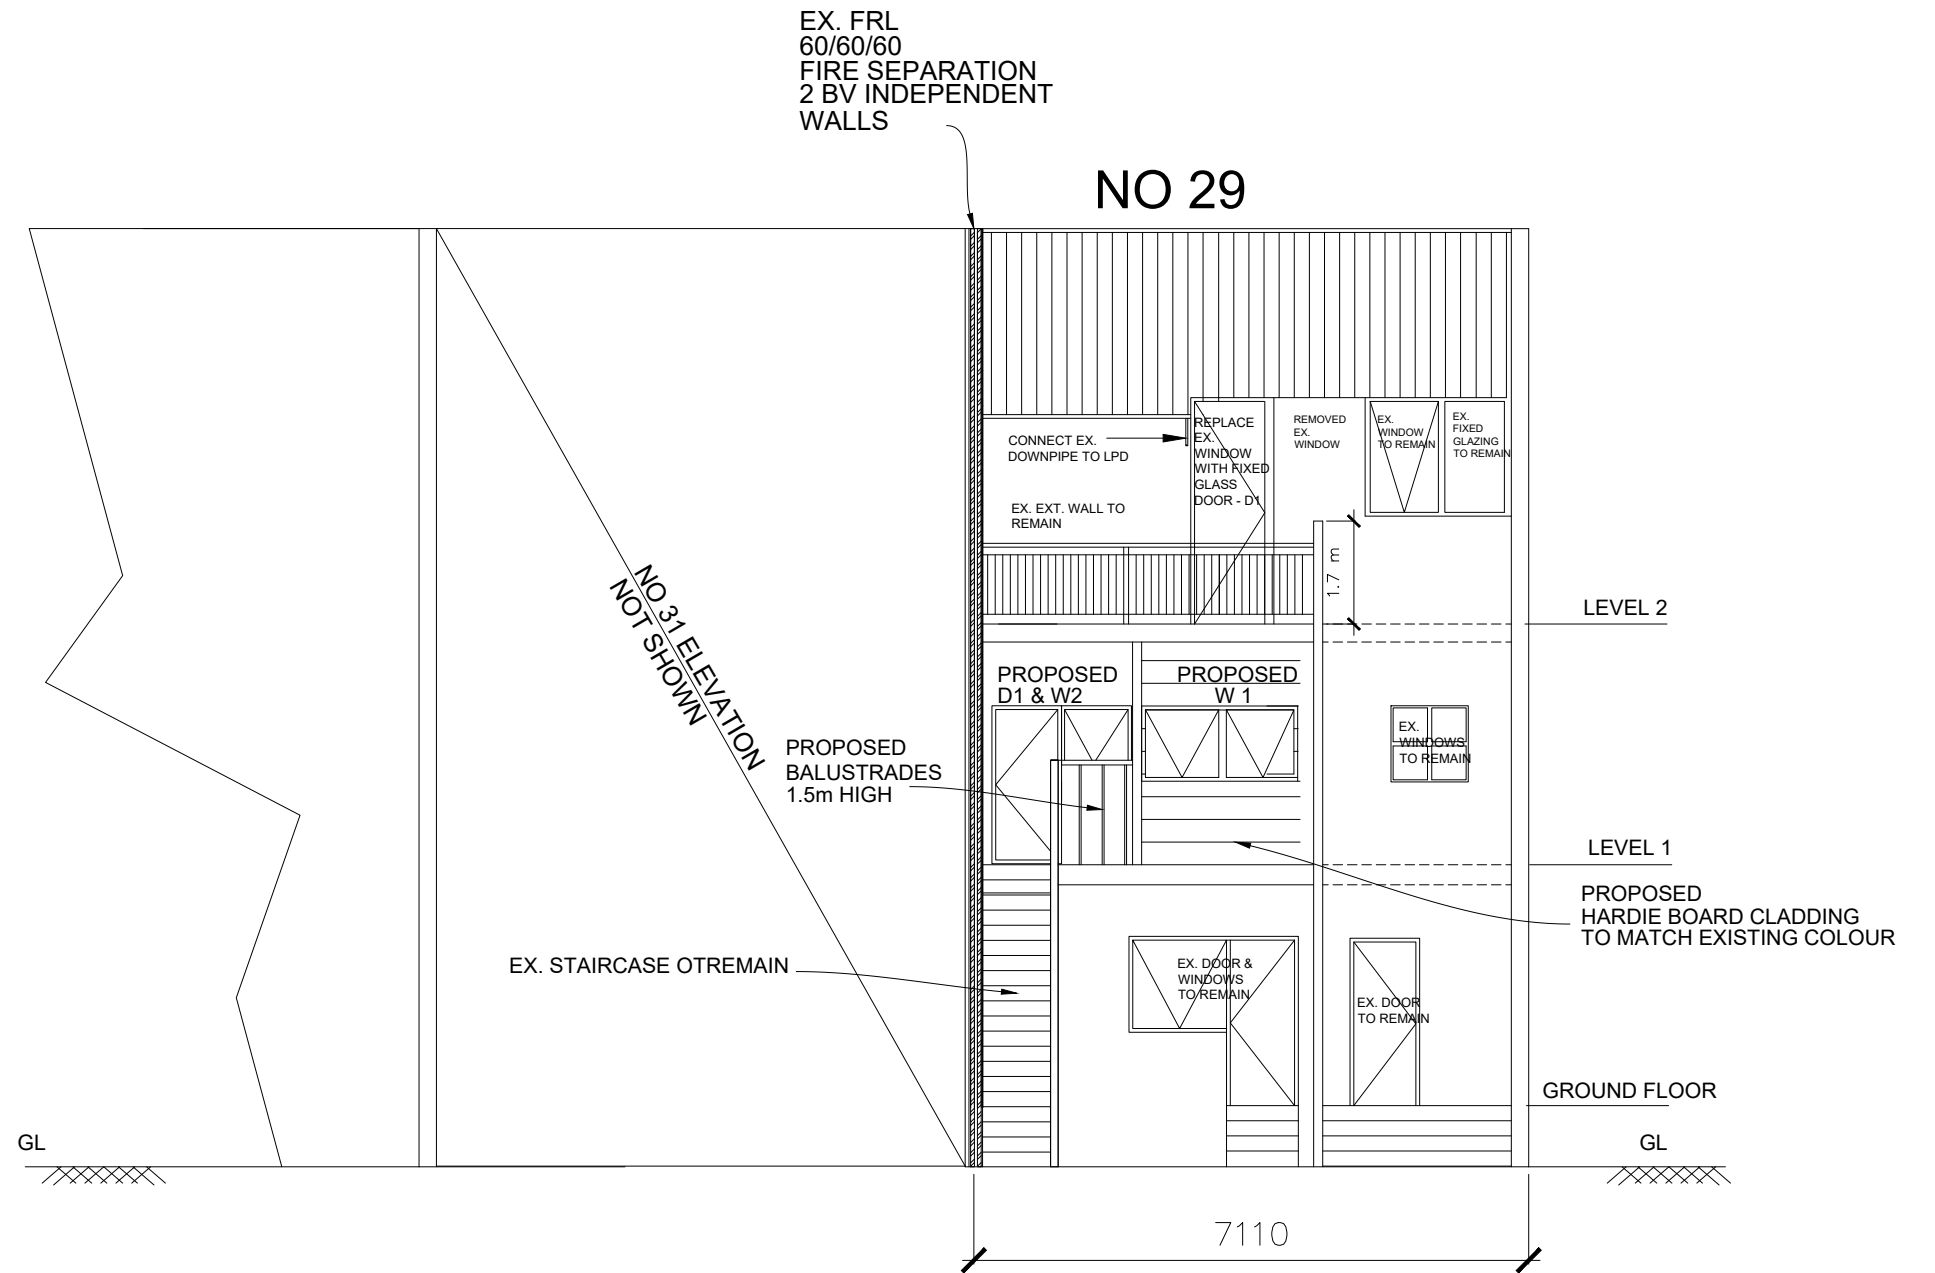 EX. FRL
60/60/60
FIRE SEPARATION
2 BV INDEPENDENT
WALLS
NO 29
CONNECT EX.
DOWNPIPE TO LPD
REPLACE
EX.
WINDOW
WITH FIXED
GLASS
DOOR - D1
REMOVED
EX.
WINDOW
EX.
WINDOW
TO REMAIN
EX.
FIXED
GLAZING
TO REMAIN
EX. EXT. WALL TO
REMAIN
1.7 m
LEVEL 2
NO 31 ELEVATION
NOT SHOWN
PROPOSED
D1 & W2
PROPOSED
W 1
EX.
WINDOWS
TO REMAIN
PROPOSED
BALUSTRADES
1.5m HIGH
LEVEL 1
PROPOSED
HARDIE BOARD CLADDING
TO MATCH EXISTING COLOUR
EX. STAIRCASE OTREMAIN
EX. DOOR &
WINDOWS
TO REMAIN
EX. DOOR
TO REMAIN
GROUND FLOOR
GL
GL
7110